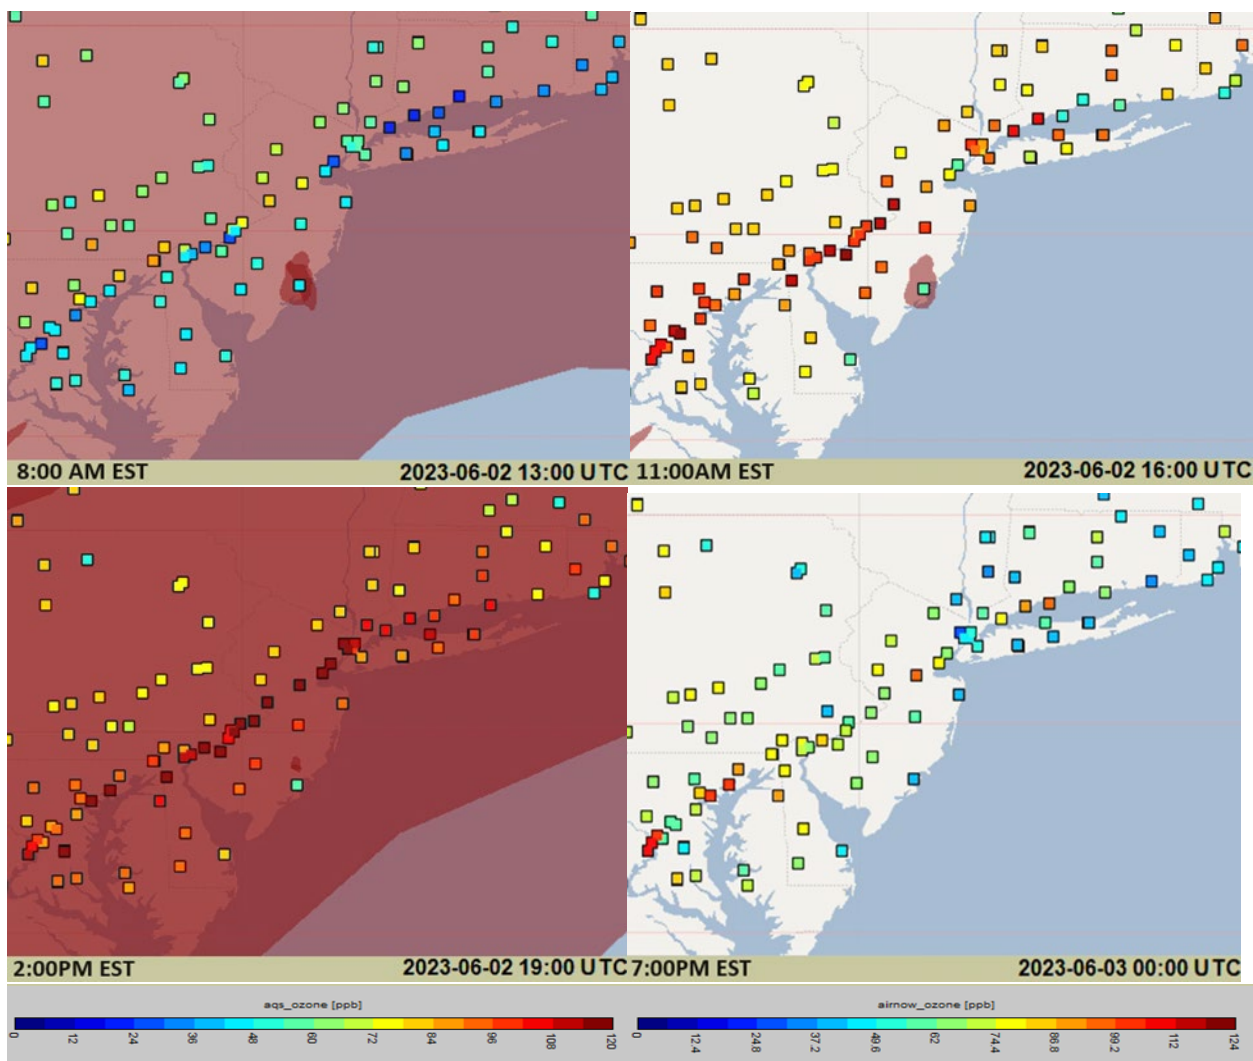 8:00 AM EST 2023-06-02 13:00 UTC
11:00AM EST 2023-06-02 16:00 UTC
2:00PM EST 2023-06-02 19:00 UTC
7:00PM EST 2023-06-03 00:00 UTC
aqs_ozone [ppb]
0 12 24 36 48 60 72 84 96 108 120
airnow_ozone [ppb]
0 12.4 24.8 37.2 49.6 62 74.4 86.8 99.2 112 124